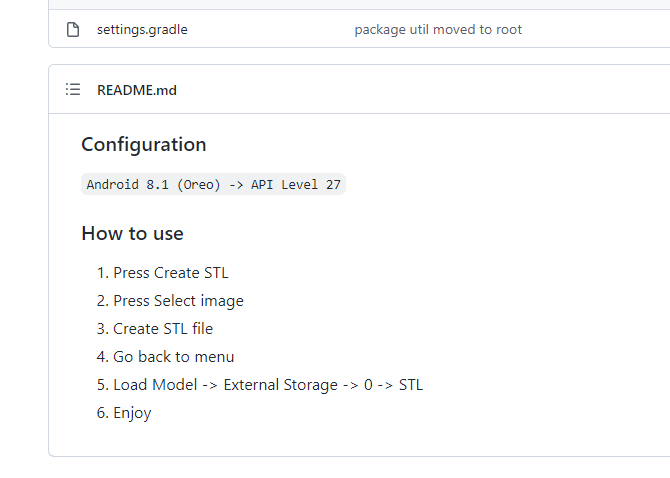 settings.gradle package util moved to root
README.md
Configuration
Android 8.1 (Oreo) -> API Level 27
How to use
1. Press Create STL
2. Press Select image
3. Create STL file
4. Go back to menu
5. Load Model -> External Storage -> 0 -> STL
6. Enjoy